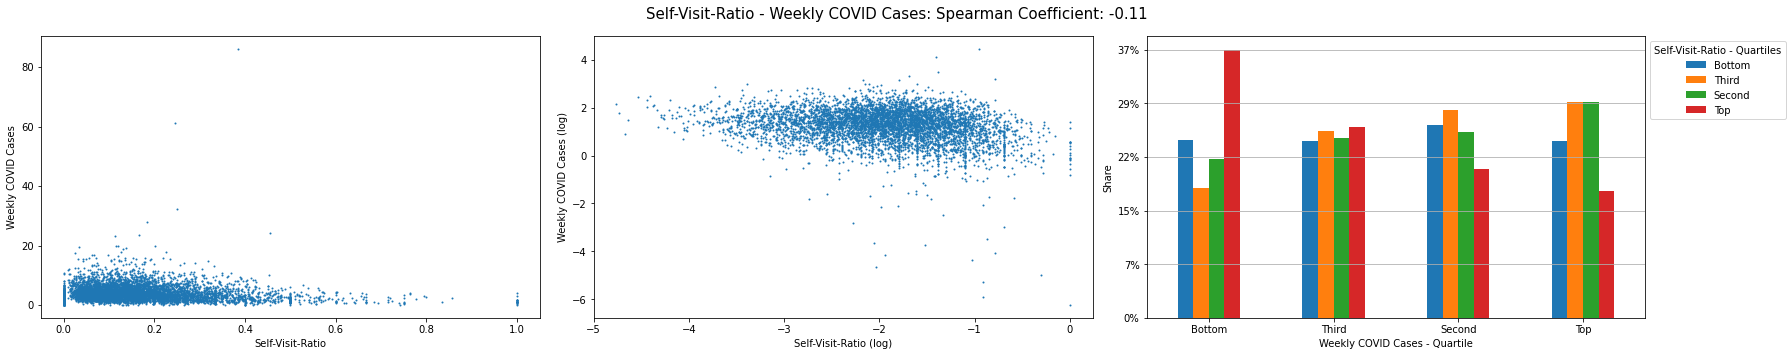 Self-Visit-Ratio - Weekly COVID Cases: Spearman Coefficient: -0.11
Weekly COVID Cases
80
60
40
20
0
0.0 0.2 0.4 0.6 0.8 1.0
Self-Visit-Ratio
Weekly COVID Cases (log)
4
2
0
−2
−4
−6
−5 −4 −3 −2 −1 0
Self-Visit-Ratio (log)
Share
37%
29%
22%
15%
7%
0%
Bottom Third Second Top
Weekly COVID Cases - Quartile
Self-Visit-Ratio - Quartiles
Bottom
Third
Second
Top